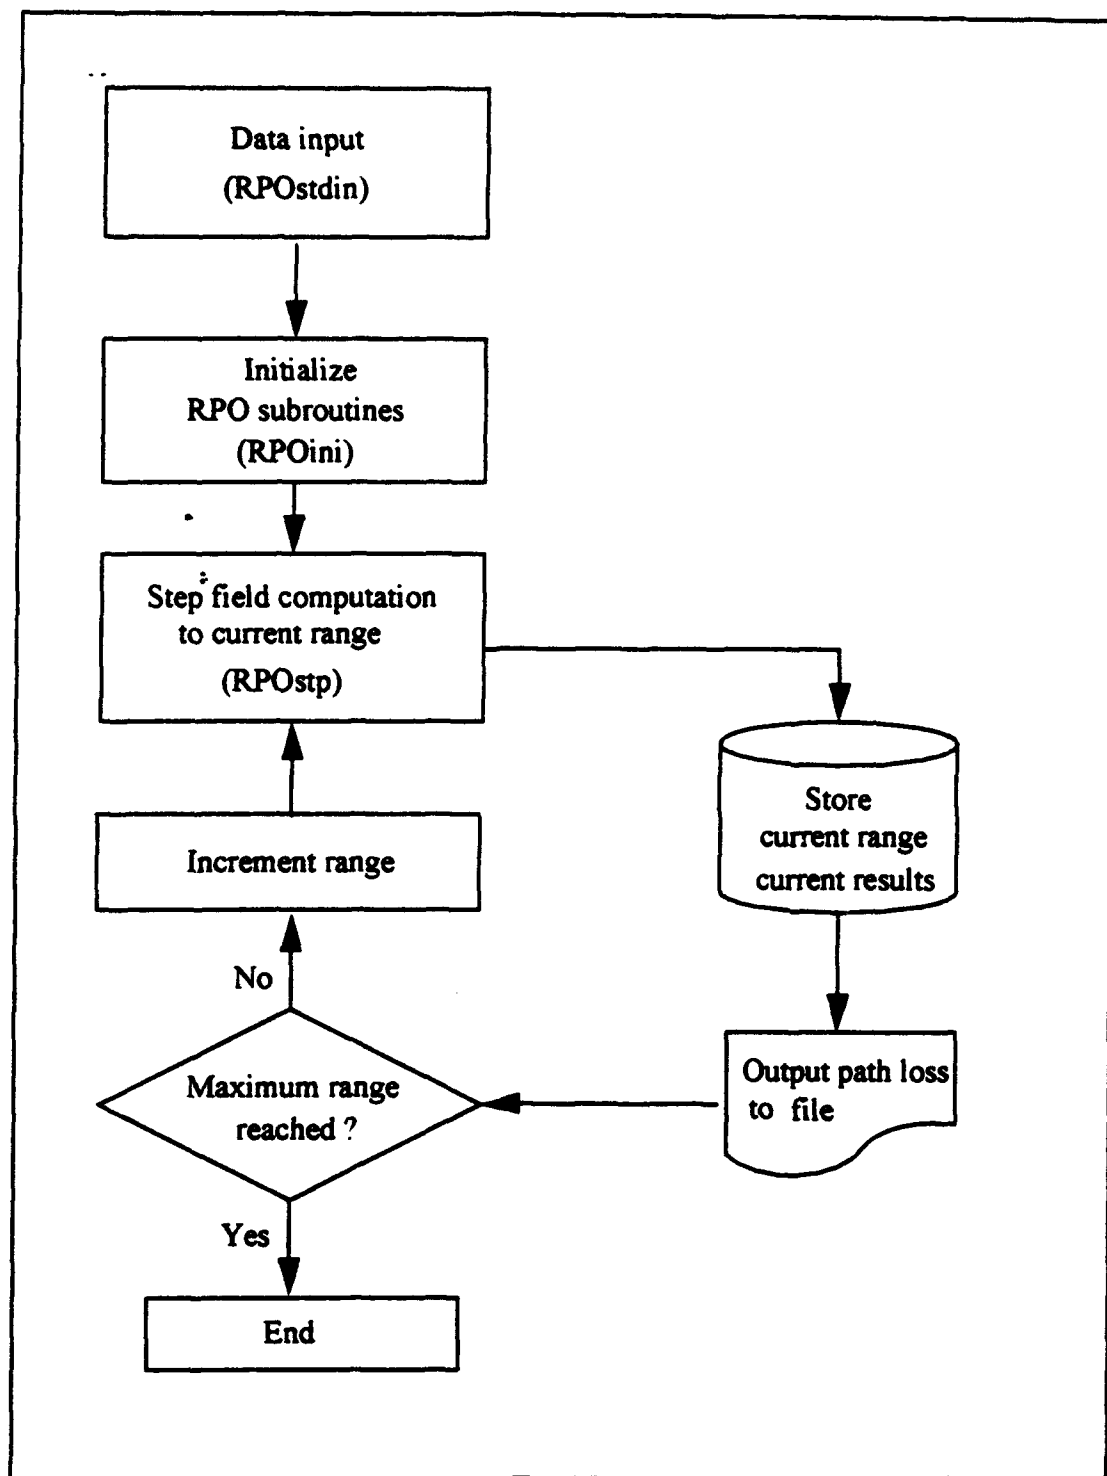 Data input
(RPOstdin)
Initialize
RPO subroutines
(RPOini)
Step field computation
to current range
(RPOstp)
Store
current range
current results
Increment range
No
Maximum range
reached ?
Output path loss
to file
Yes
End